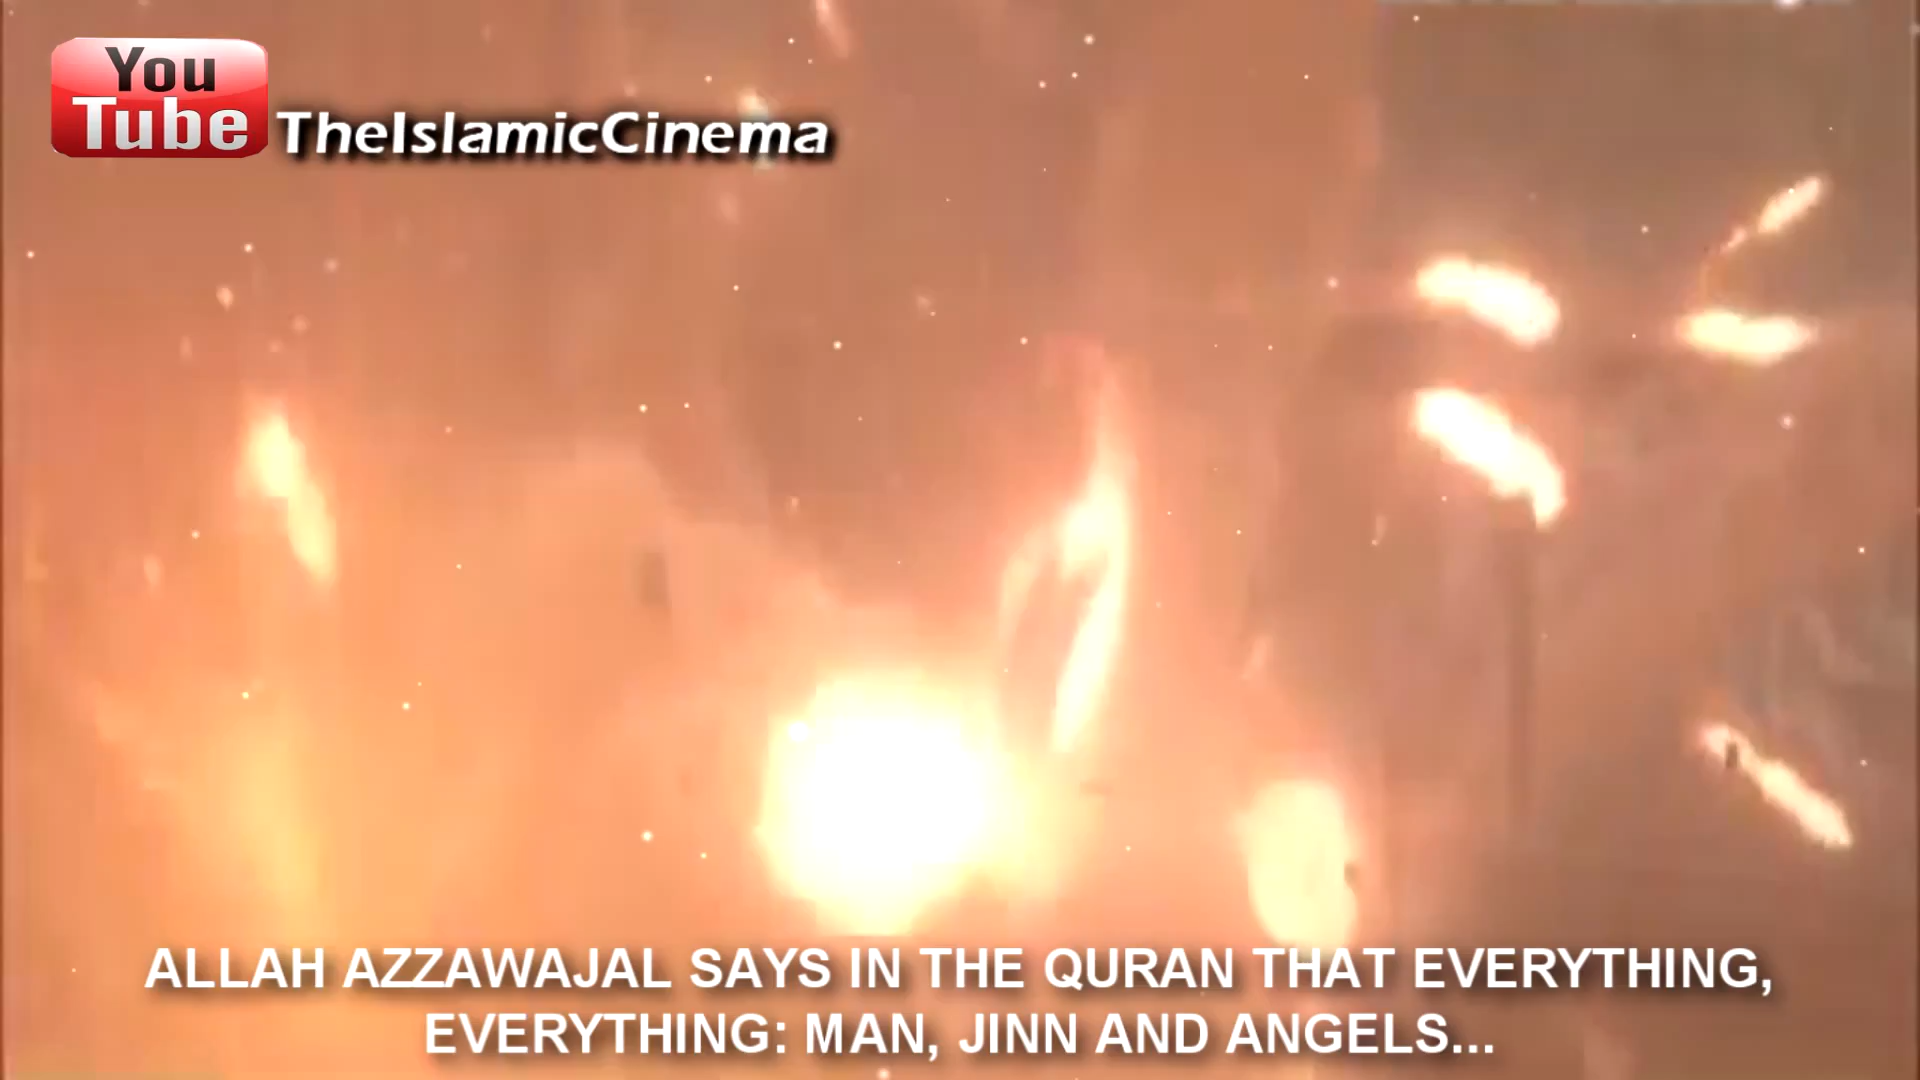 You
Tube TheIslamicCinema
ALLAH AZZAWAJAL SAYS IN THE QURAN THAT EVERYTHING,
EVERYTHING: MAN, JINN AND ANGELS...